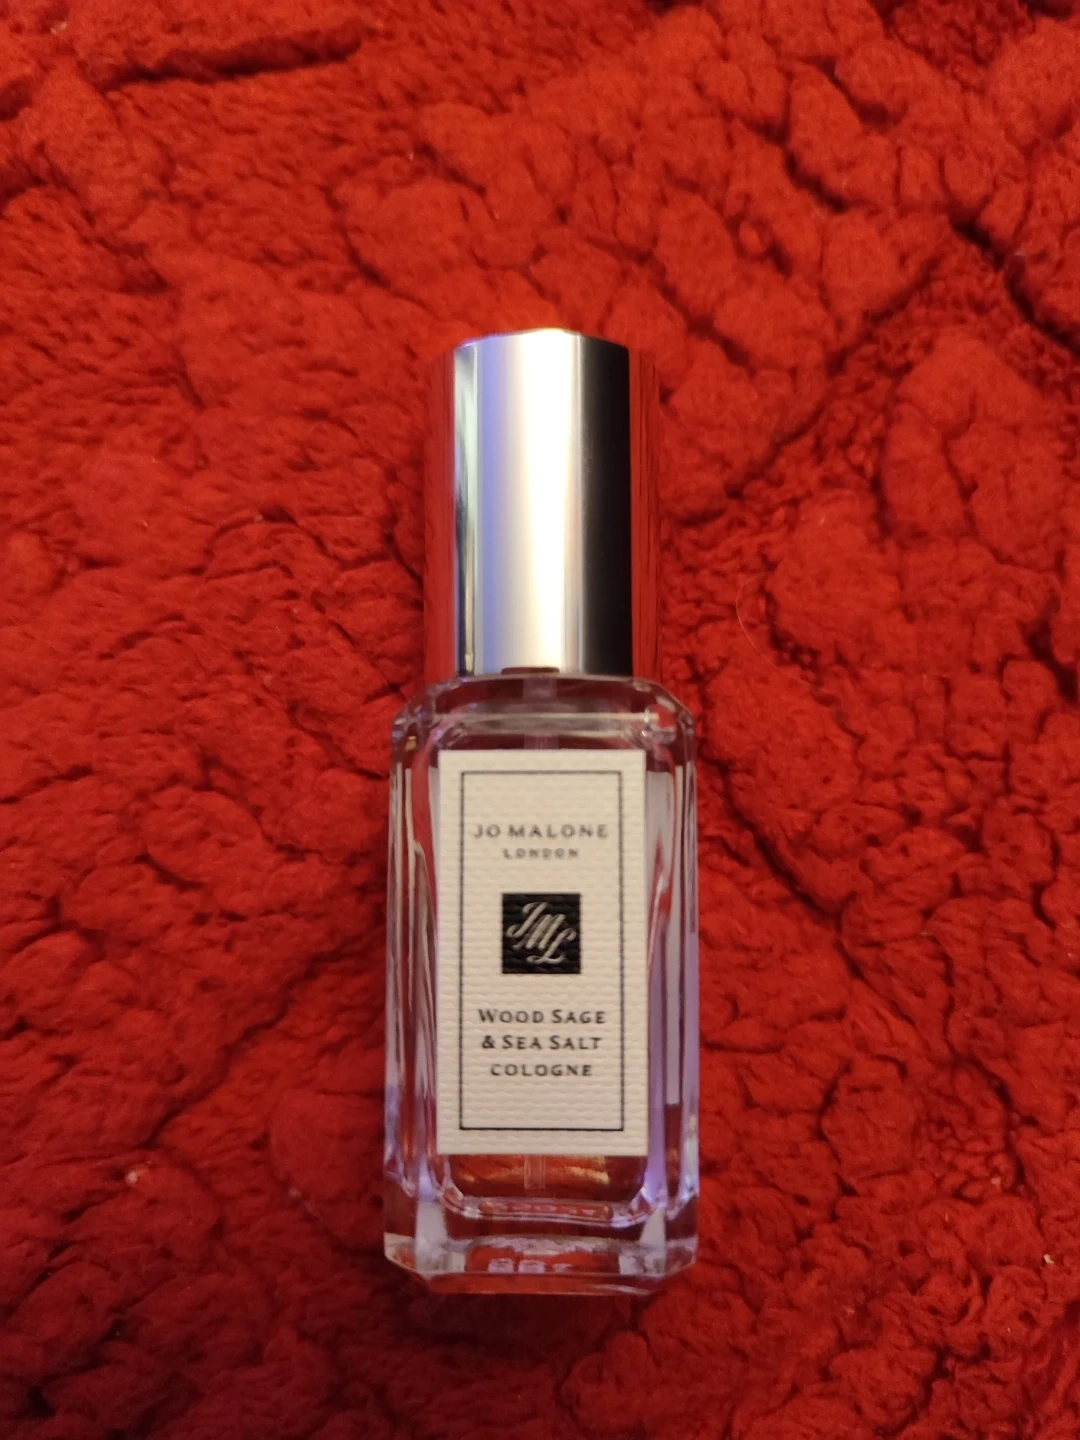 JO MALONE
LONDON
JML
WOOD SAGE
& SEA SALT
COLOGNE